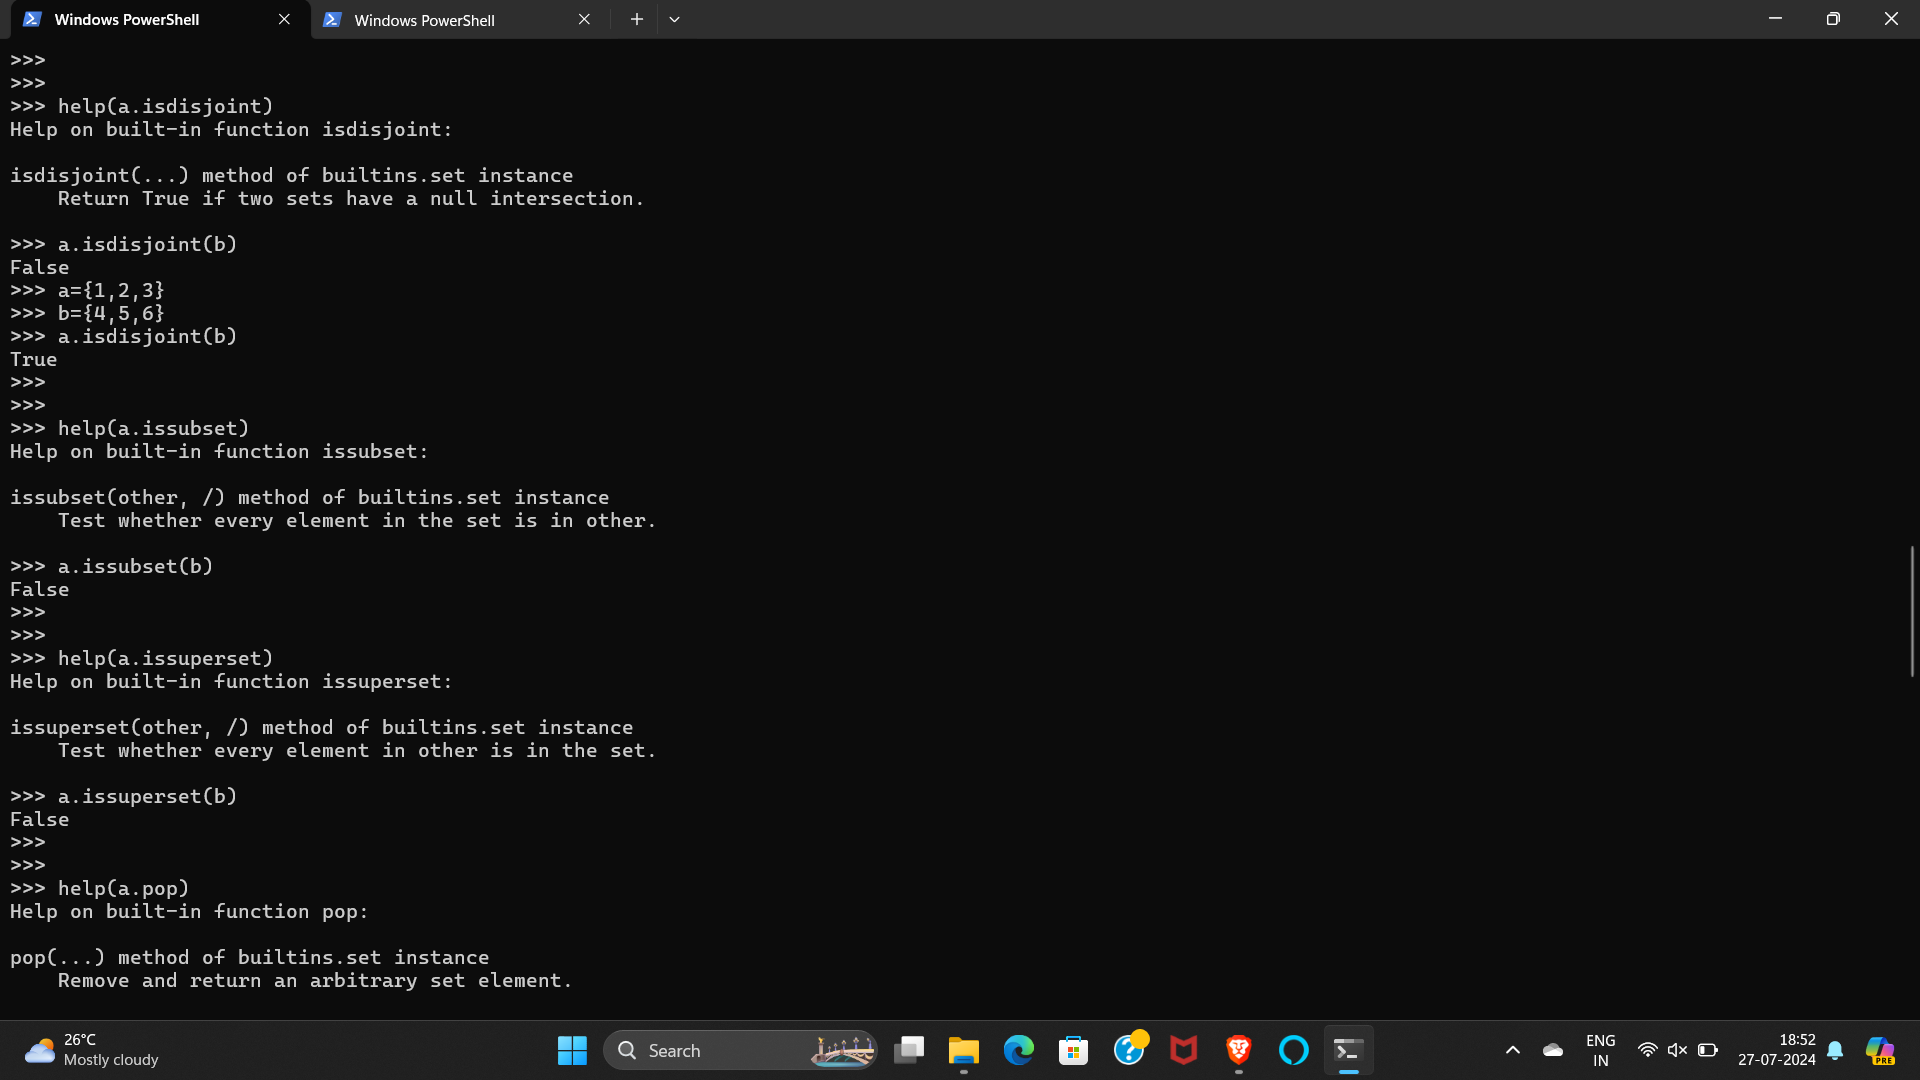 Windows PowerShell
Windows PowerShell
>>>
>>>
>>> help(a.isdisjoint)
Help on built-in function isdisjoint:
isdisjoint(...) method of builtins.set instance
    Return True if two sets have a null intersection.
>>> a.isdisjoint(b)
False
>>> a={1,2,3}
>>> b={4,5,6}
>>> a.isdisjoint(b)
True
>>>
>>>
>>> help(a.issubset)
Help on built-in function issubset:
issubset(other, /) method of builtins.set instance
    Test whether every element in the set is in other.
>>> a.issubset(b)
False
>>>
>>>
>>> help(a.issuperset)
Help on built-in function issuperset:
issuperset(other, /) method of builtins.set instance
    Test whether every element in other is in the set.
>>> a.issuperset(b)
False
>>>
>>>
>>> help(a.pop)
Help on built-in function pop:
pop(...) method of builtins.set instance
    Remove and return an arbitrary set element.
26°C
Mostly cloudy
Search
ENG
IN
18:52
27-07-2024
PRE